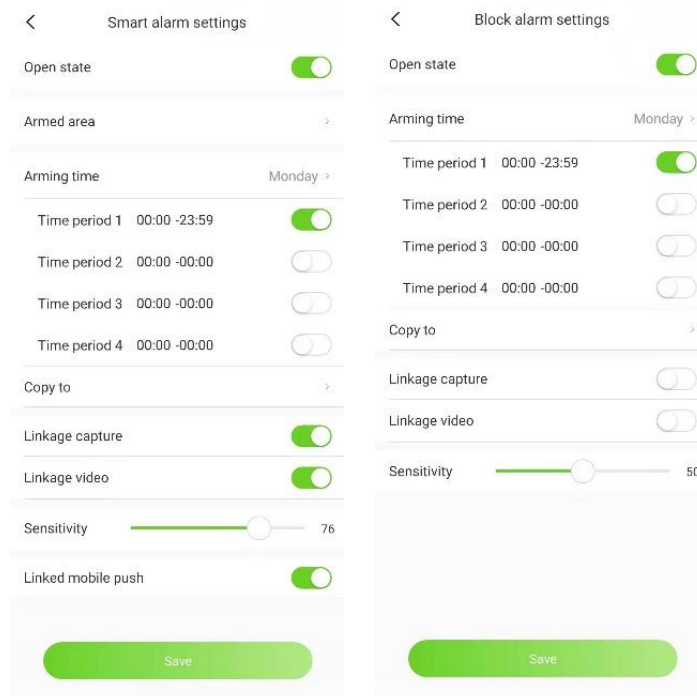 Smart alarm settings
Open state
Armed area
Arming time Monday
Time period 1 00:00 -23:59
Time period 2 00:00 -00:00
Time period 3 00:00 -00:00
Time period 4 00:00 -00:00
Copy to
Linkage capture
Linkage video
Sensitivity 76
Linked mobile push
Save
Block alarm settings
Open state
Arming time Monday
Time period 1 00:00 -23:59
Time period 2 00:00 -00:00
Time period 3 00:00 -00:00
Time period 4 00:00 -00:00
Copy to
Linkage capture
Linkage video
Sensitivity 50
Save